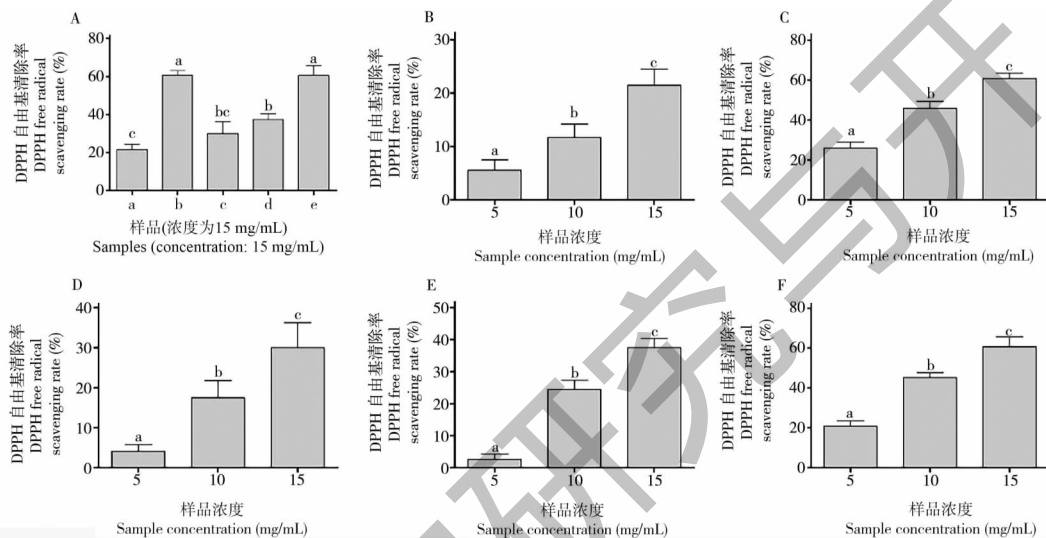 A
DPPH 自由基清除率
DPPH free radical
scavenging rate (%)
80
60
40
20
0
c
a
bc
b
a
a
b
c
d
e
样品(浓度为15 mg/mL)
Samples (concentration: 15 mg/mL)
B
DPPH 自由基清除率
DPPH free radical
scavenging rate (%)
30
20
10
0
a
b
c
5
10
15
样品浓度
Sample concentration (mg/mL)
C
DPPH 自由基清除率
DPPH free radical
scavenging rate (%)
80
60
40
20
0
a
b
c
5
10
15
样品浓度
Sample concentration (mg/mL)
D
DPPH 自由基清除率
DPPH free radical
scavenging rate (%)
40
30
20
10
0
a
b
c
5
10
15
样品浓度
Sample concentration (mg/mL)
E
DPPH 自由基清除率
DPPH free radical
scavenging rate (%)
50
40
30
20
10
0
a
b
c
5
10
15
样品浓度
Sample concentration (mg/mL)
F
DPPH 自由基清除率
DPPH free radical
scavenging rate (%)
80
60
40
20
0
a
b
c
5
10
15
样品浓度
Sample concentration (mg/mL)
研究与开